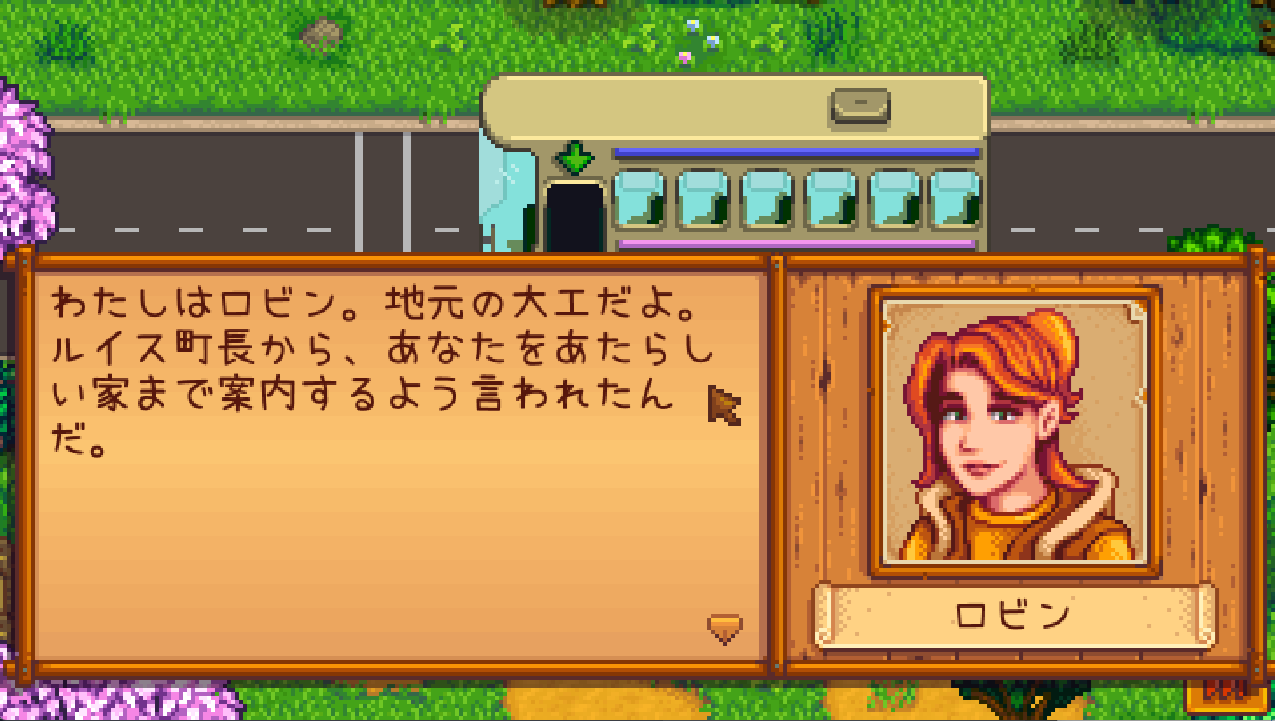 わたしはロビン。地元の大工だよ。
ルイス町長から、あなたをあたらし
い家まで案内するよう言われたん
だ。
ロビン